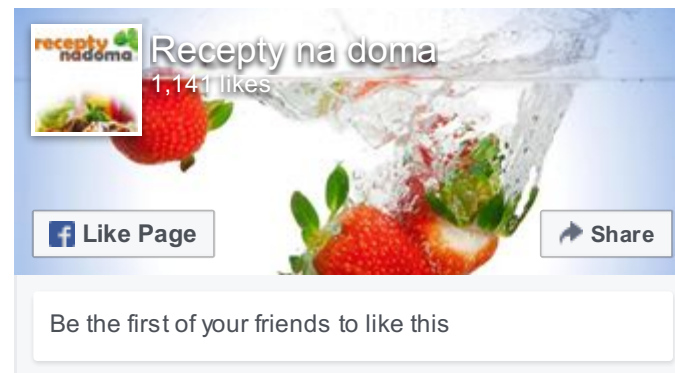 recepty
nadoma
Recepty na doma
1,141 likes
Like Page
Share
Be the first of your friends to like this